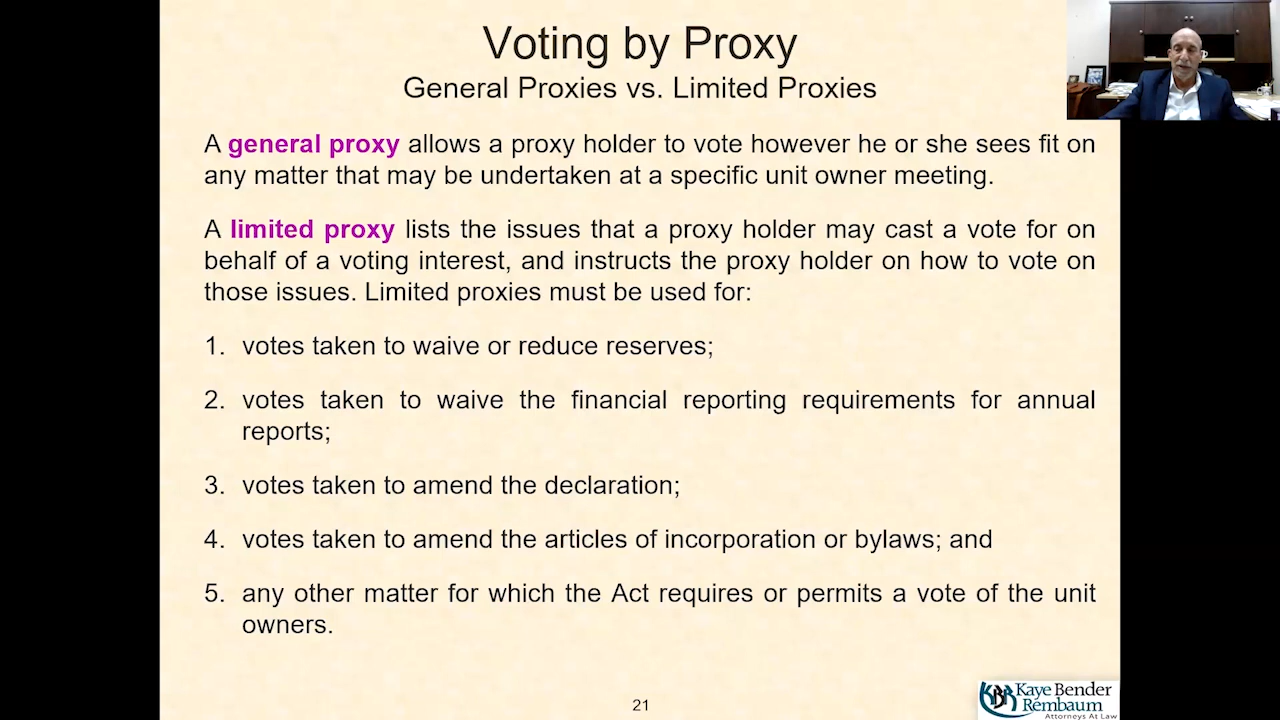 Voting by Proxy
General Proxies vs. Limited Proxies
A general proxy allows a proxy holder to vote however he or she sees fit on
any matter that may be undertaken at a specific unit owner meeting.
A limited proxy lists the issues that a proxy holder may cast a vote for on
behalf of a voting interest, and instructs the proxy holder on how to vote on
those issues. Limited proxies must be used for:
1. votes taken to waive or reduce reserves;
2. votes taken to waive the financial reporting requirements for annual
reports;
3. votes taken to amend the declaration;
4. votes taken to amend the articles of incorporation or bylaws; and
5. any other matter for which the Act requires or permits a vote of the unit
owners.
21
KBR Kaye Bender
Rembaum
Attorneys At Law